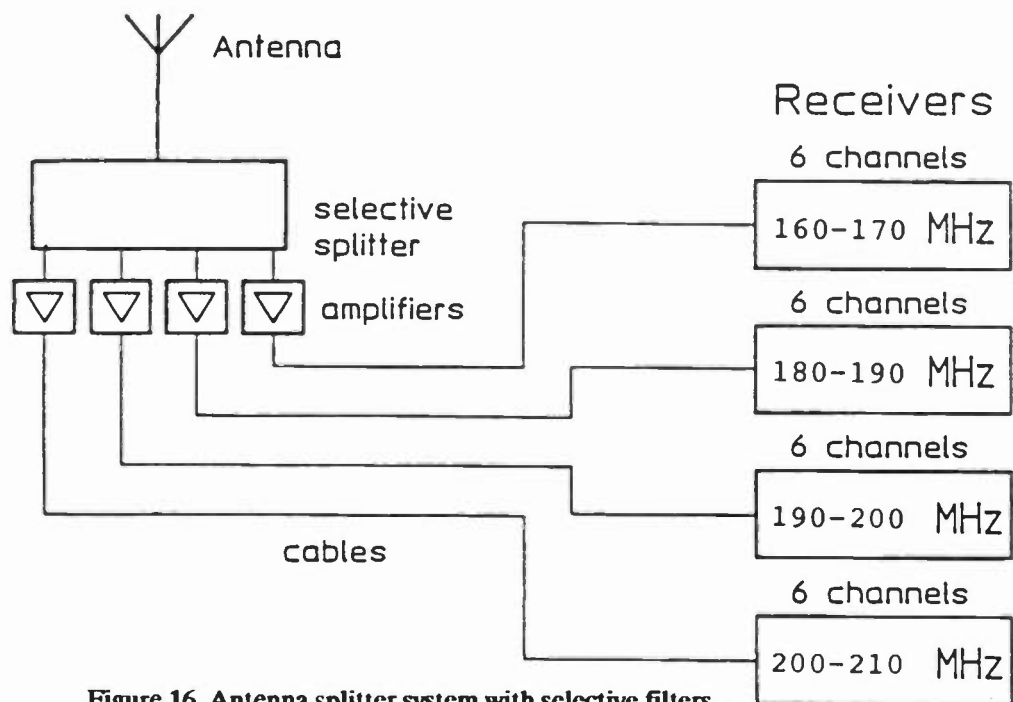 Antenna
Receivers
6 channels
160-170 MHz
selective
splitter
amplifiers
6 channels
180-190 MHz
6 channels
190-200 MHz
cables
6 channels
200-210 MHz
Figure 16. Antenna splitter system with selective filters